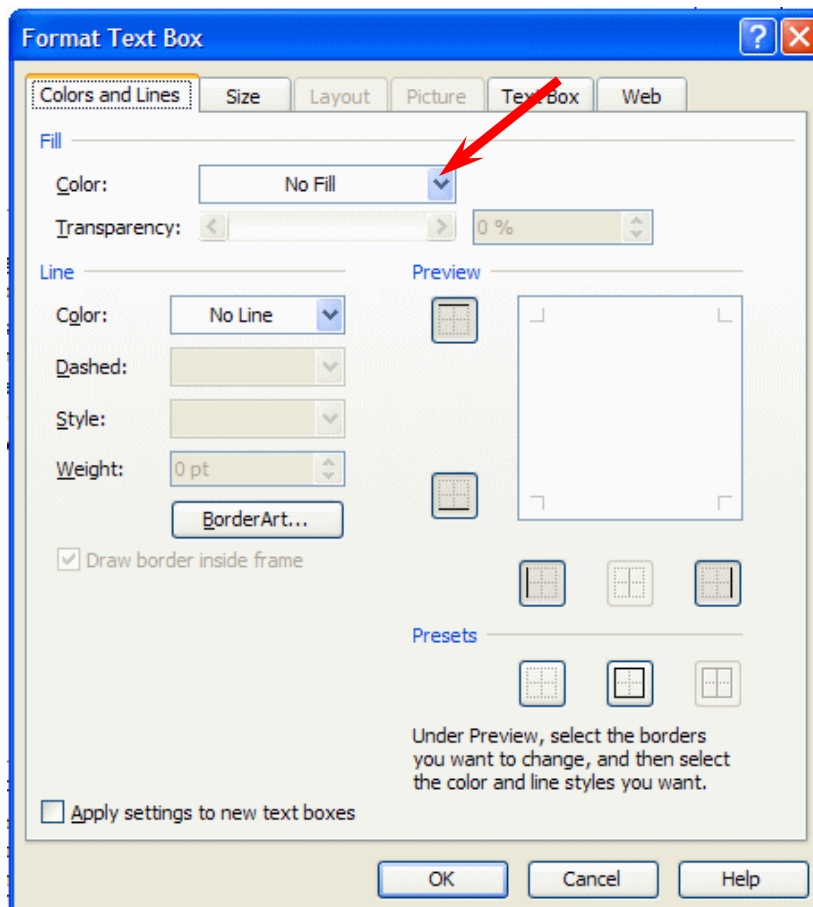 Format Text Box
Colors and Lines Size Layout Picture Text Box Web
Fill
Color: No Fill
Transparency: 0 %
Line
Color: No Line
Dashed:
Style:
Weight: 0 pt
BorderArt...
Draw border inside frame
Preview
Presets
Under Preview, select the borders
you want to change, and then select
the color and line styles you want.
Apply settings to new text boxes
OK Cancel Help